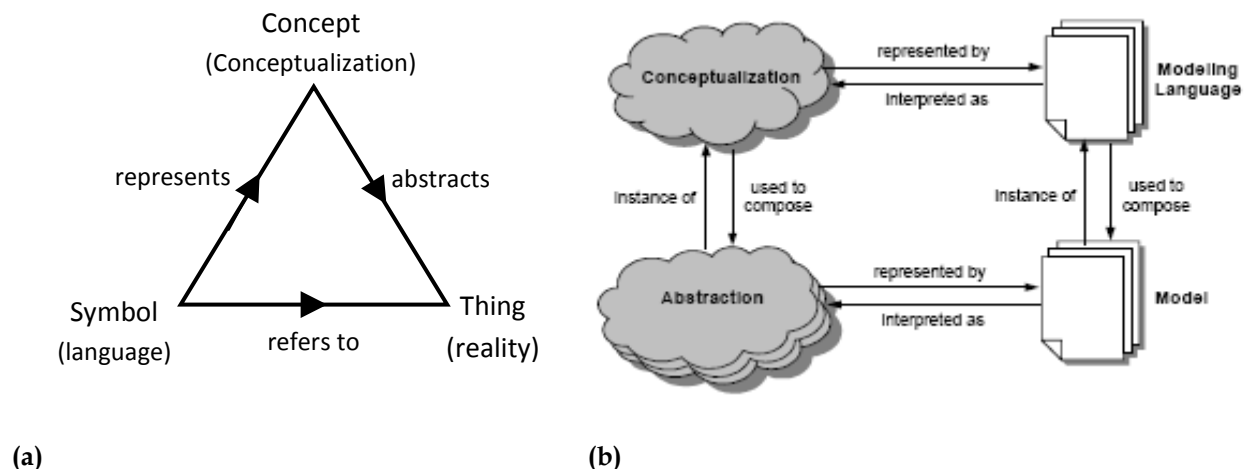 Concept
(Conceptualization)
represents
abstracts
Symbol
(language)
refers to
Thing
(reality)
(a)
Conceptualization
represented by
Interpreted as
Modeling
Language
Instance of
used to
compose
Instance of
used to
compose
Abstraction
represented by
Interpreted as
Model
(b)